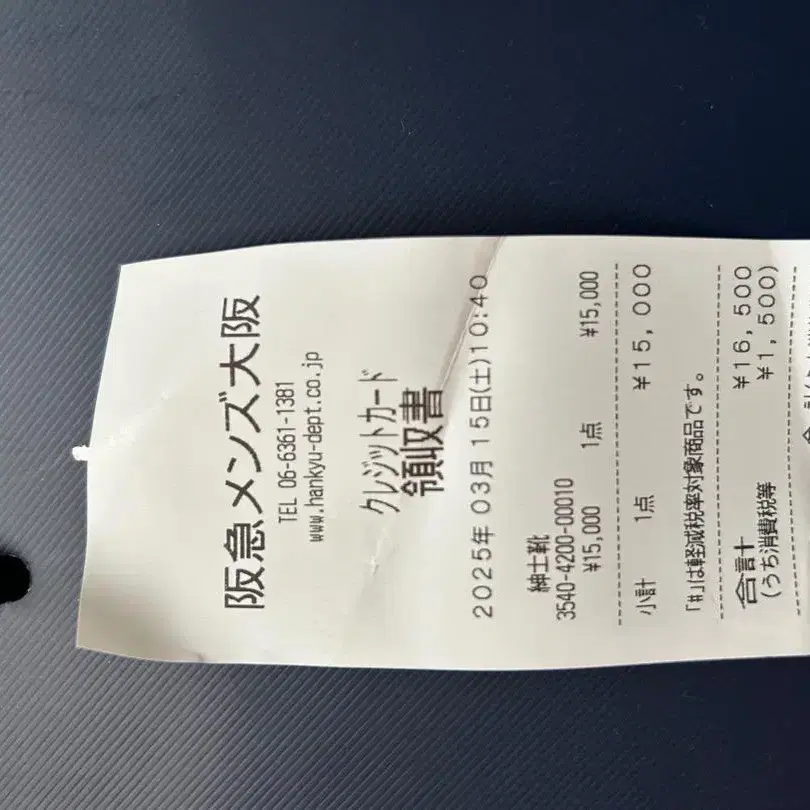 阪急メンズ大阪
TEL 06-6361-1381
www.hankyu-dept.co.jp
クレジットカード
領収書
2025年 03月 15日(土)10:40
紳士靴
3540-4200-00010
¥15,000 1点 ¥15,000
小計 1点 ¥15,000
「#」は軽減税率対象商品です。
合計 ¥16,500
(うち消費税等 ¥1,500)